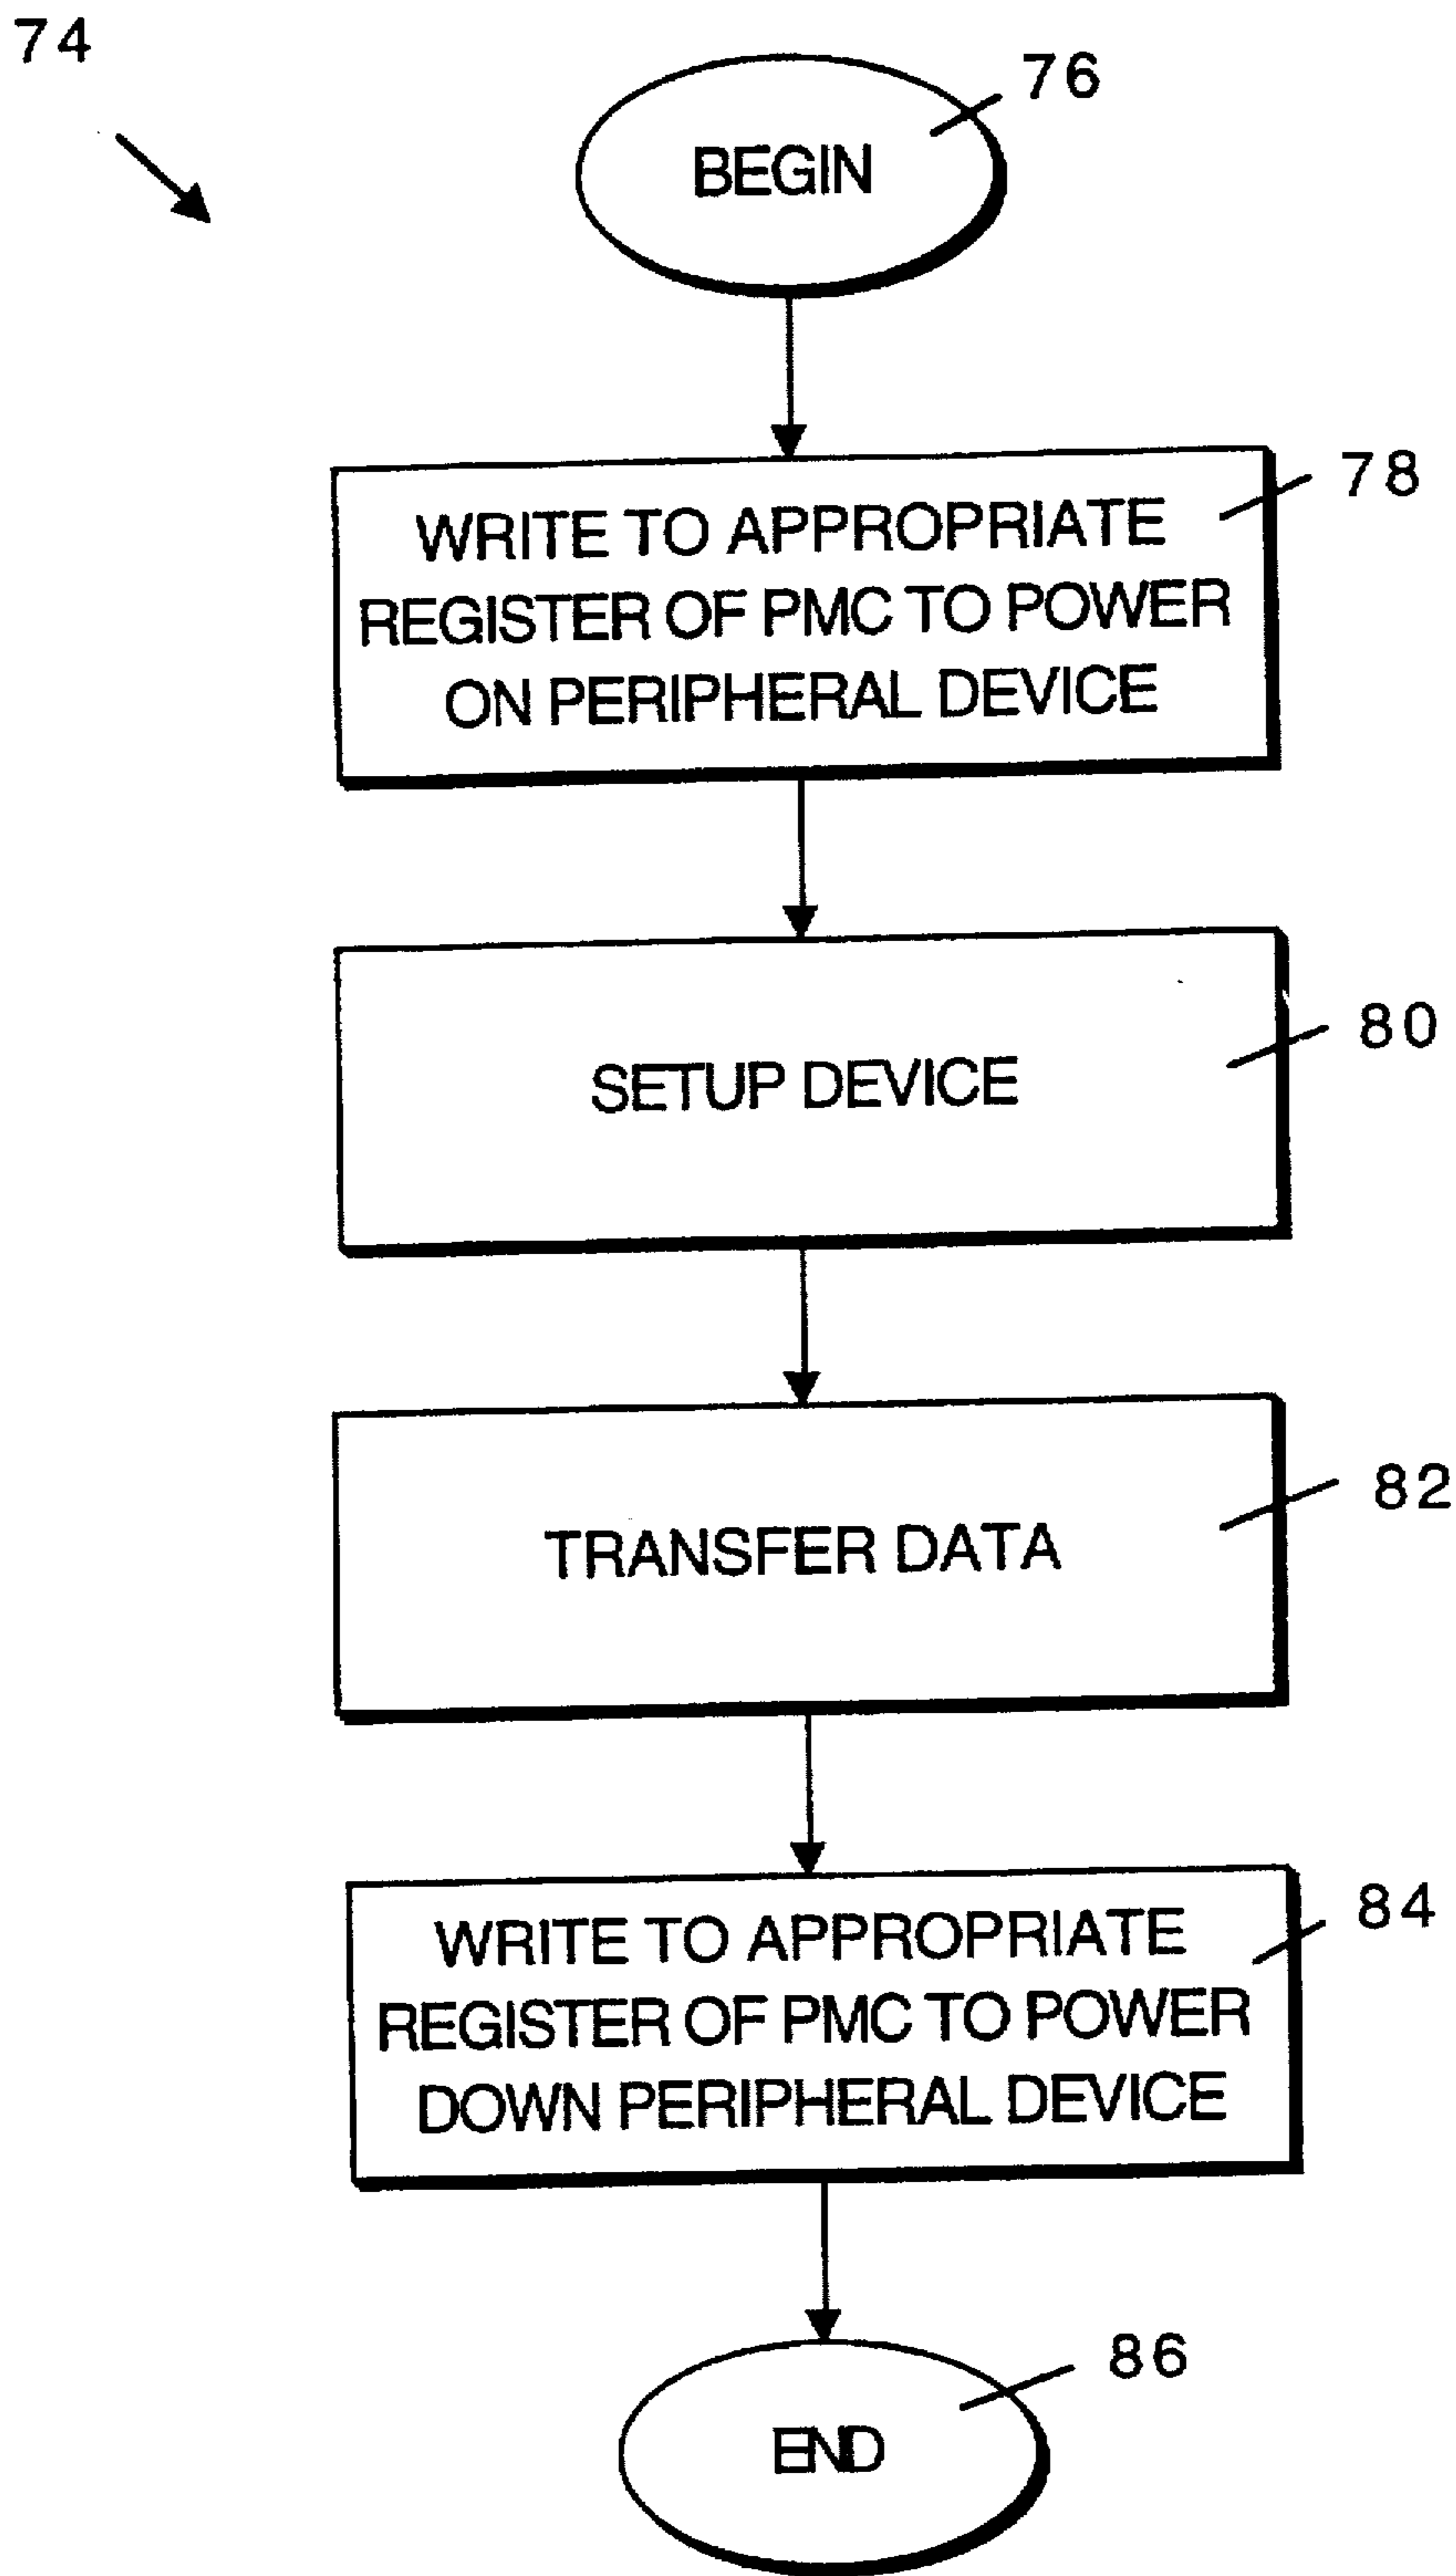 74
76
BEGIN
78
WRITE TO APPROPRIATE
REGISTER OF PMC TO POWER
ON PERIPHERAL DEVICE
80
SETUP DEVICE
82
TRANSFER DATA
84
WRITE TO APPROPRIATE
REGISTER OF PMC TO POWER
DOWN PERIPHERAL DEVICE
86
END